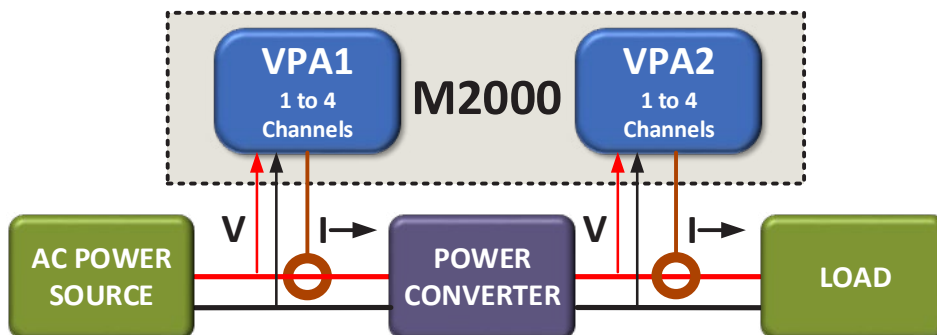 VPA1
1 to 4
Channels
M2000
VPA2
1 to 4
Channels
V
I
V
I
AC POWER
SOURCE
POWER
CONVERTER
LOAD